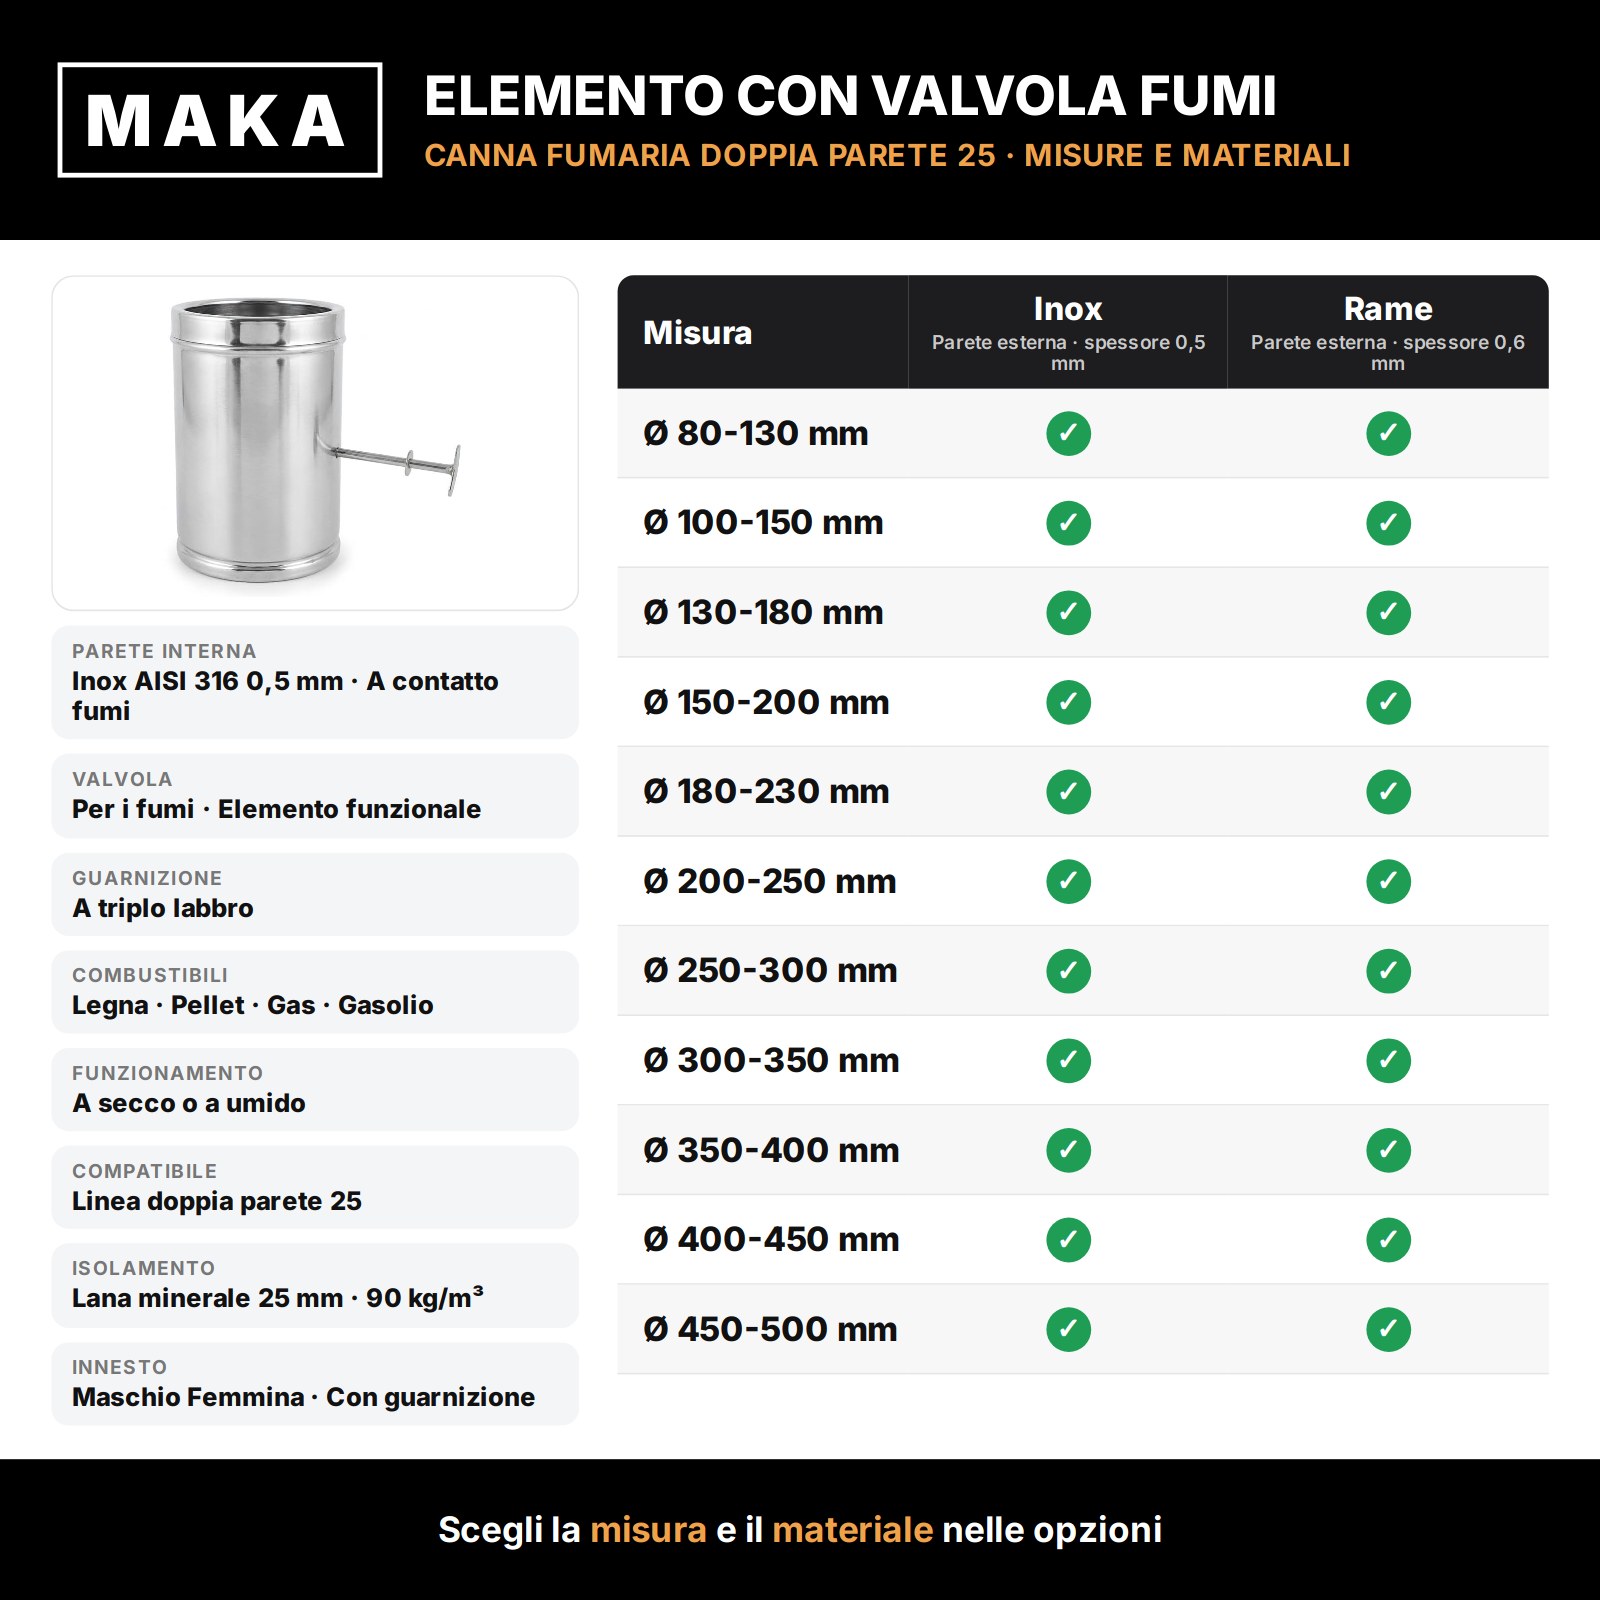 MAKA
ELEMENTO CON VALVOLA FUMI
CANNA FUMARIA DOPPIA PARETE 25 · MISURE E MATERIALI
PARETE INTERNA
Inox AISI 316 0,5 mm · A contatto
fumi
VALVOLA
Per i fumi · Elemento funzionale
GUARNIZIONE
A triplo labbro
COMBUSTIBILI
Legna · Pellet · Gas · Gasolio
FUNZIONAMENTO
A secco o a umido
COMPATIBILE
Linea doppia parete 25
ISOLAMENTO
Lana minerale 25 mm · 90 kg/m³
INNESTO
Maschio Femmina · Con guarnizione
Misura
Inox
Parete esterna · spessore 0,5
mm
Rame
Parete esterna · spessore 0,6
mm
Ø 80-130 mm ✓ ✓
Ø 100-150 mm ✓ ✓
Ø 130-180 mm ✓ ✓
Ø 150-200 mm ✓ ✓
Ø 180-230 mm ✓ ✓
Ø 200-250 mm ✓ ✓
Ø 250-300 mm ✓ ✓
Ø 300-350 mm ✓ ✓
Ø 350-400 mm ✓ ✓
Ø 400-450 mm ✓ ✓
Ø 450-500 mm ✓ ✓
Scegli la misura e il materiale nelle opzioni